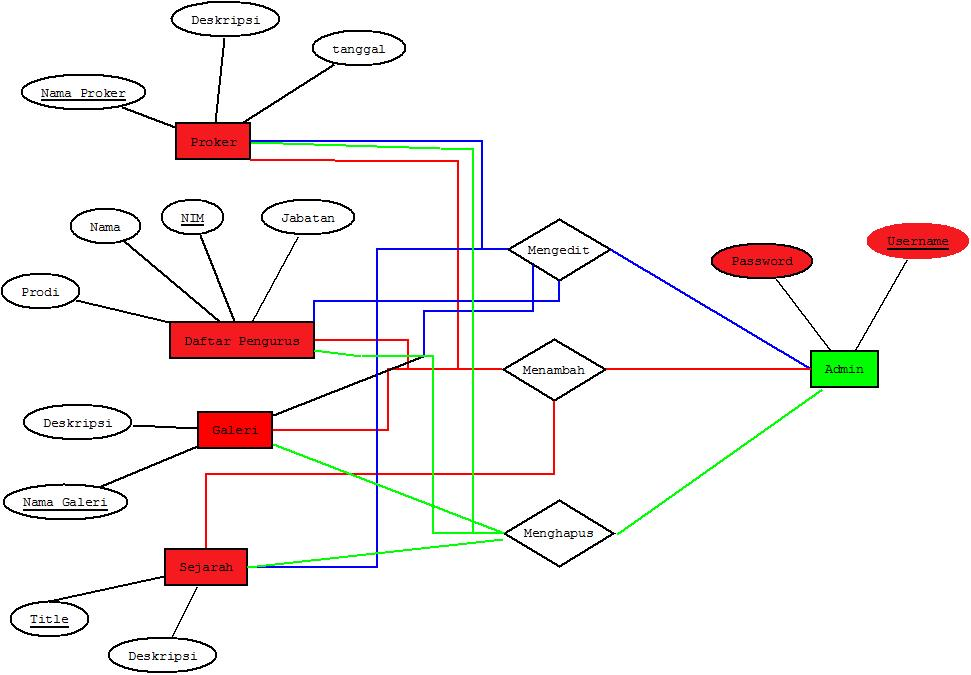 Deskripsi
tanggal
Nama Proker
Proker
Nama
NIM
Jabatan
Prodi
Daftar Pengurus
Mengedit
Password
Username
Menambah
Admin
Deskripsi
Galeri
Nama Galeri
Menghapus
Sejarah
Title
Deskripsi